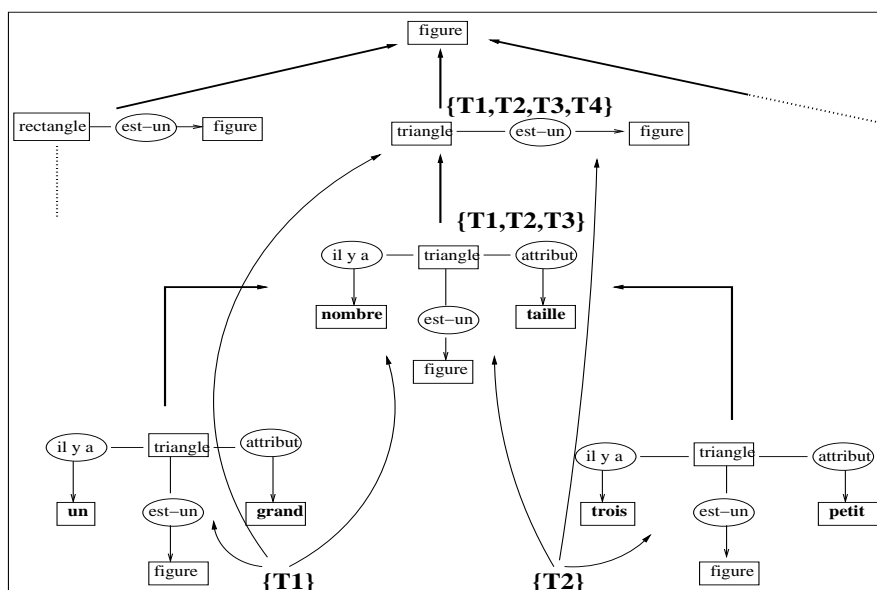 figure
{T1,T2,T3,T4}
rectangle est−un figure triangle est−un figure
{T1,T2,T3}
il y a triangle attribut
nombre est−un taille
figure
il y a triangle attribut il y a triangle attribut
un est−un grand trois est−un petit
figure {T1} {T2} figure